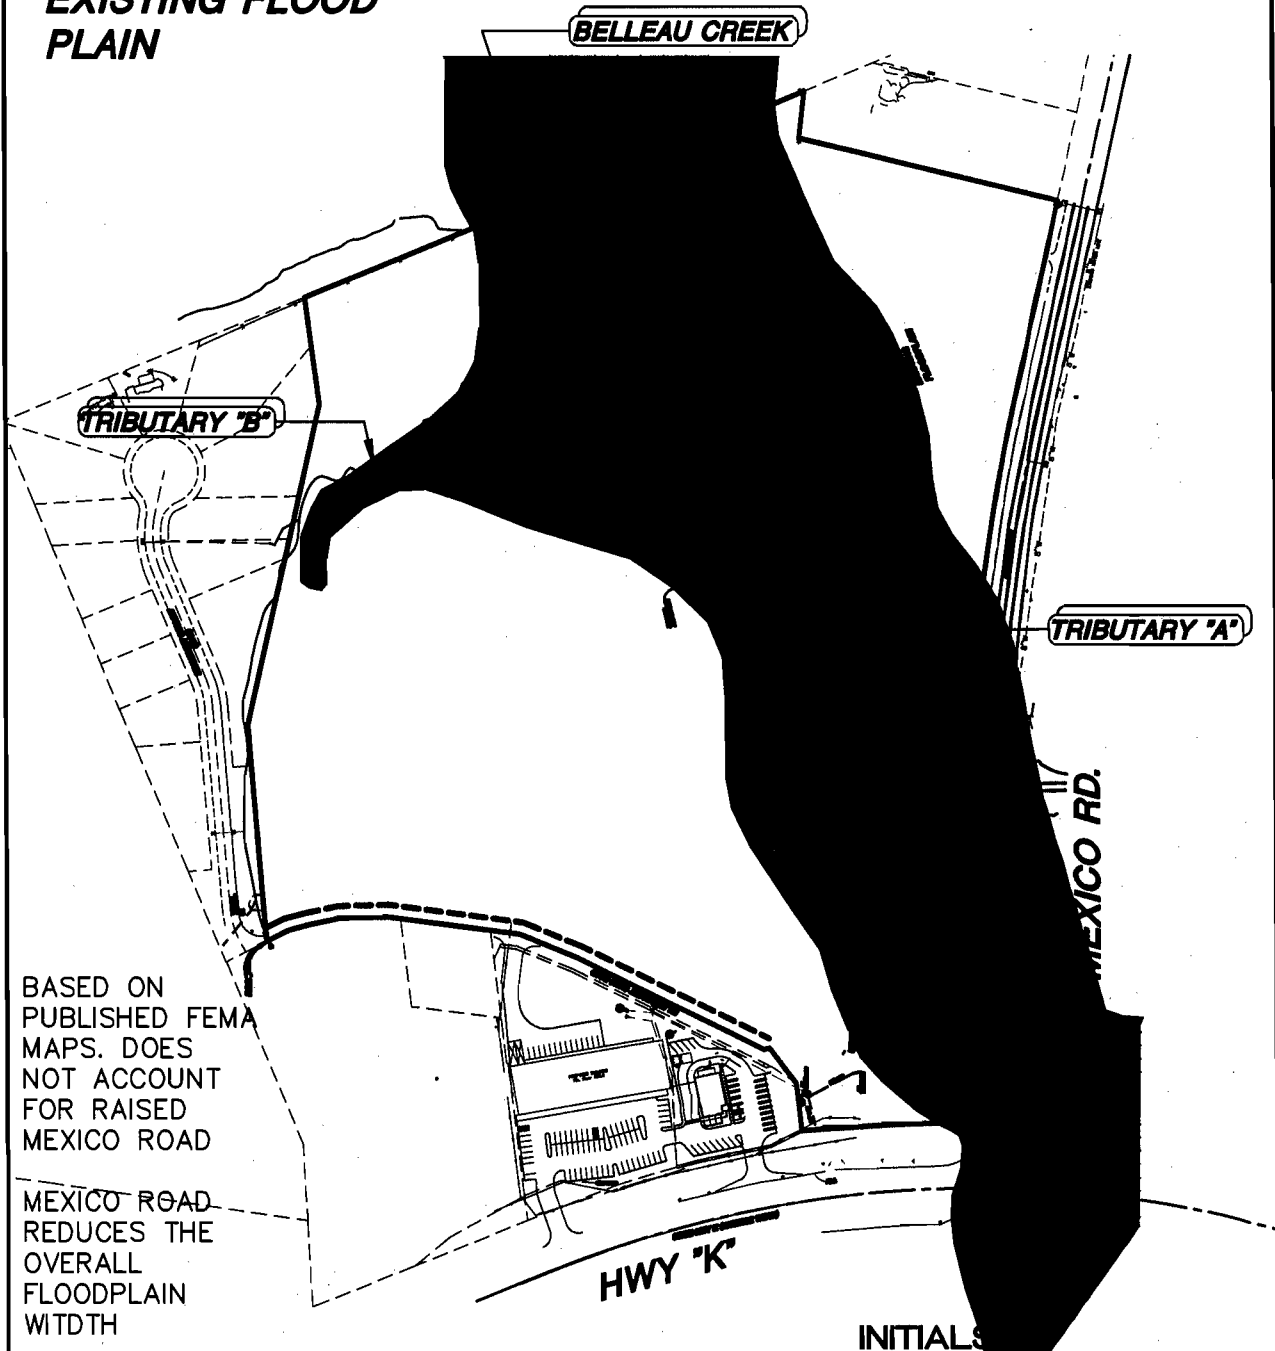 EXISTING FLOOD
PLAIN
BELLEAU CREEK
TRIBUTARY "B"
TRIBUTARY "A"
MEXICO RD.
BASED ON
PUBLISHED FEMA
MAPS. DOES
NOT ACCOUNT
FOR RAISED
MEXICO ROAD
MEXICO ROAD
REDUCES THE
OVERALL
FLOODPLAIN
WITDTH
HWY "K"
INITIALS